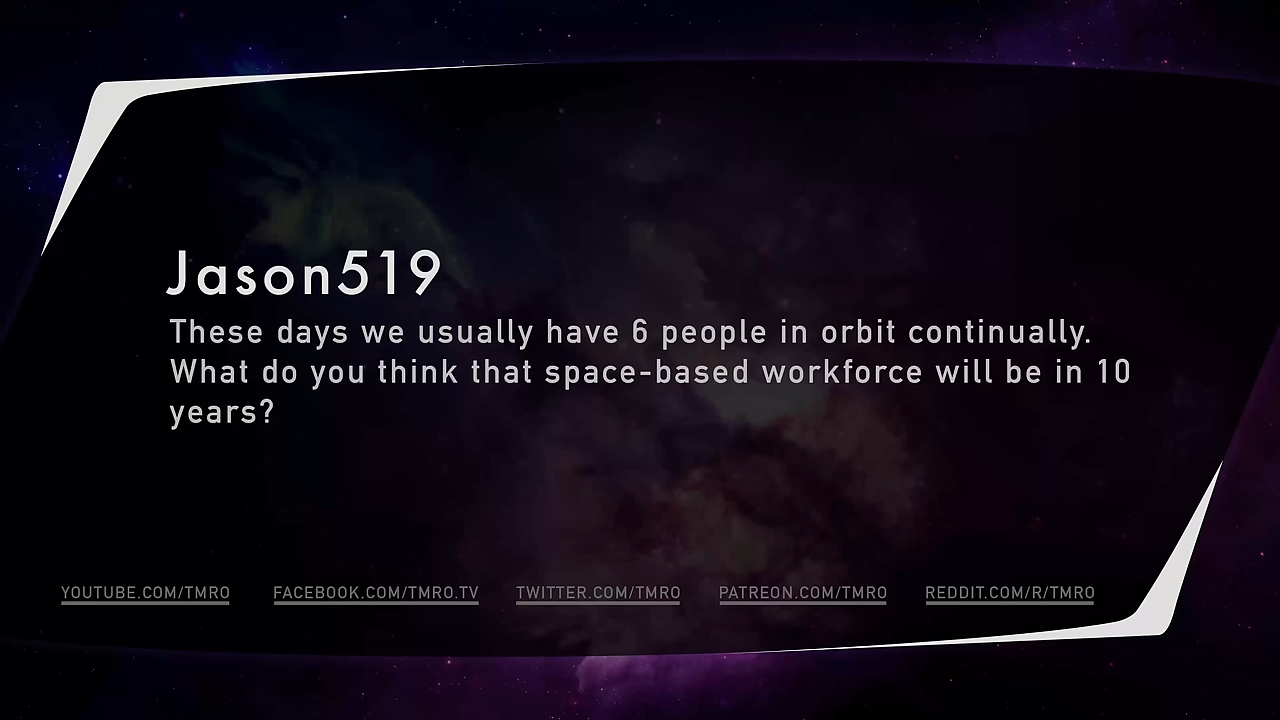 Jason519
These days we usually have 6 people in orbit continually.
What do you think that space-based workforce will be in 10
years?
YOUTUBE.COM/TMRO FACEBOOK.COM/TMRO.TV TWITTER.COM/TMRO PATREON.COM/TMRO REDDIT.COM/R/TMRO